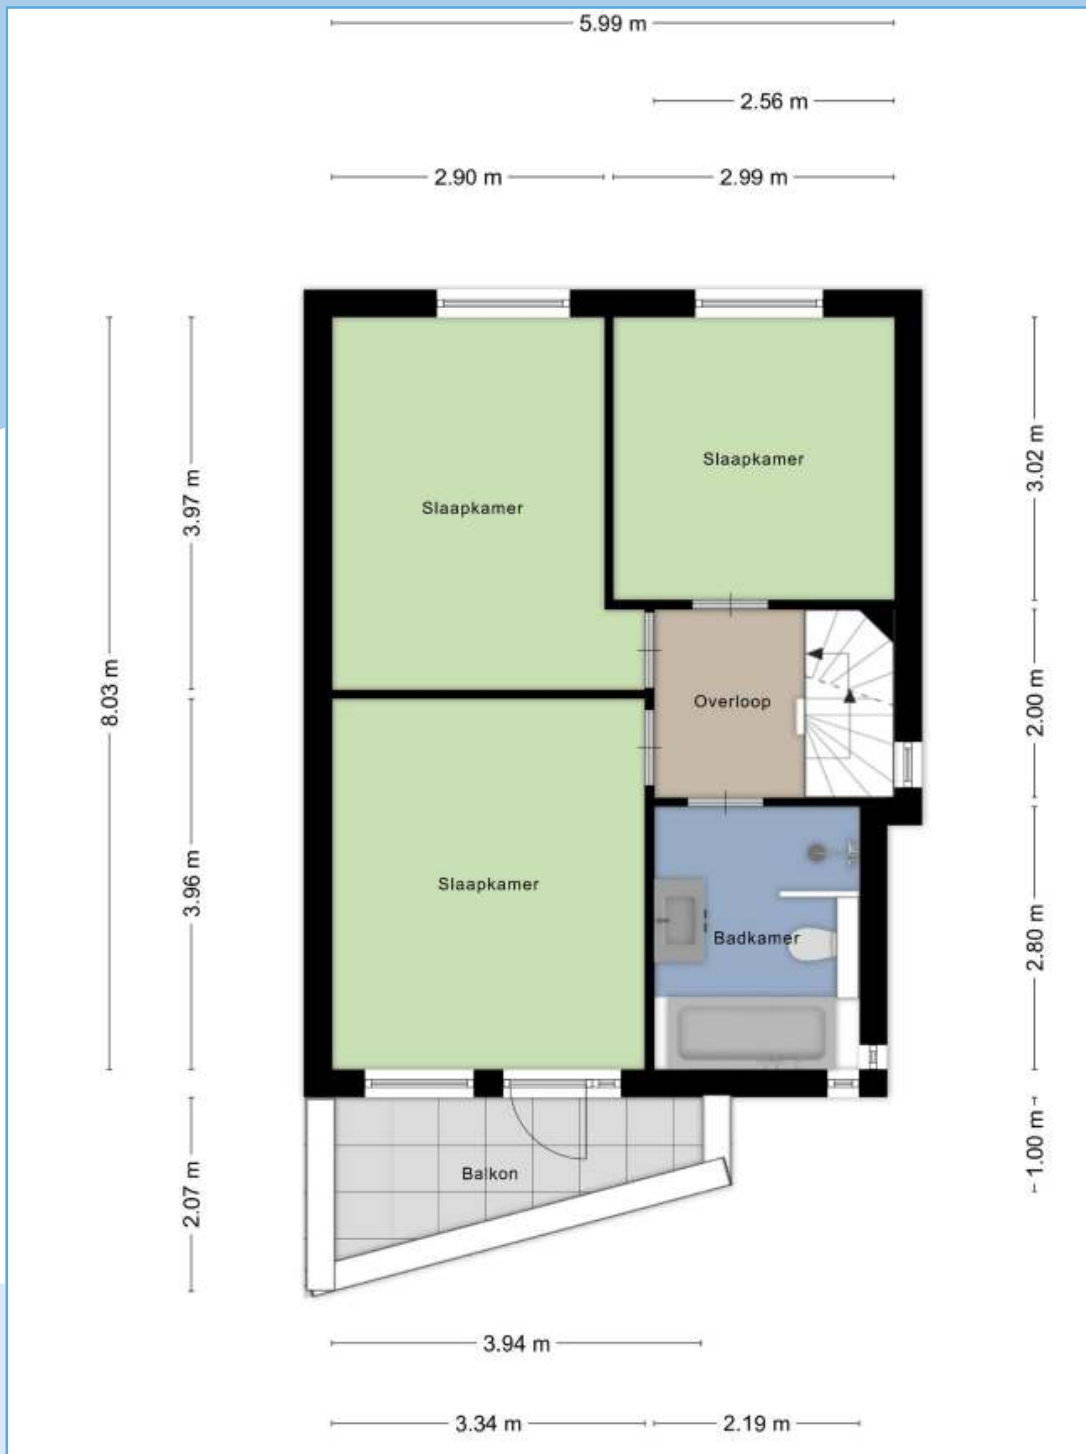 5.99 m
2.56 m
2.90 m
2.99 m
3.02 m
Slaapkamer
3.97 m
Slaapkamer
8.03 m
Overloop
2.00 m
3.96 m
Slaapkamer
Badkamer
2.80 m
1.00 m
Balkon
2.07 m
3.94 m
3.34 m
2.19 m